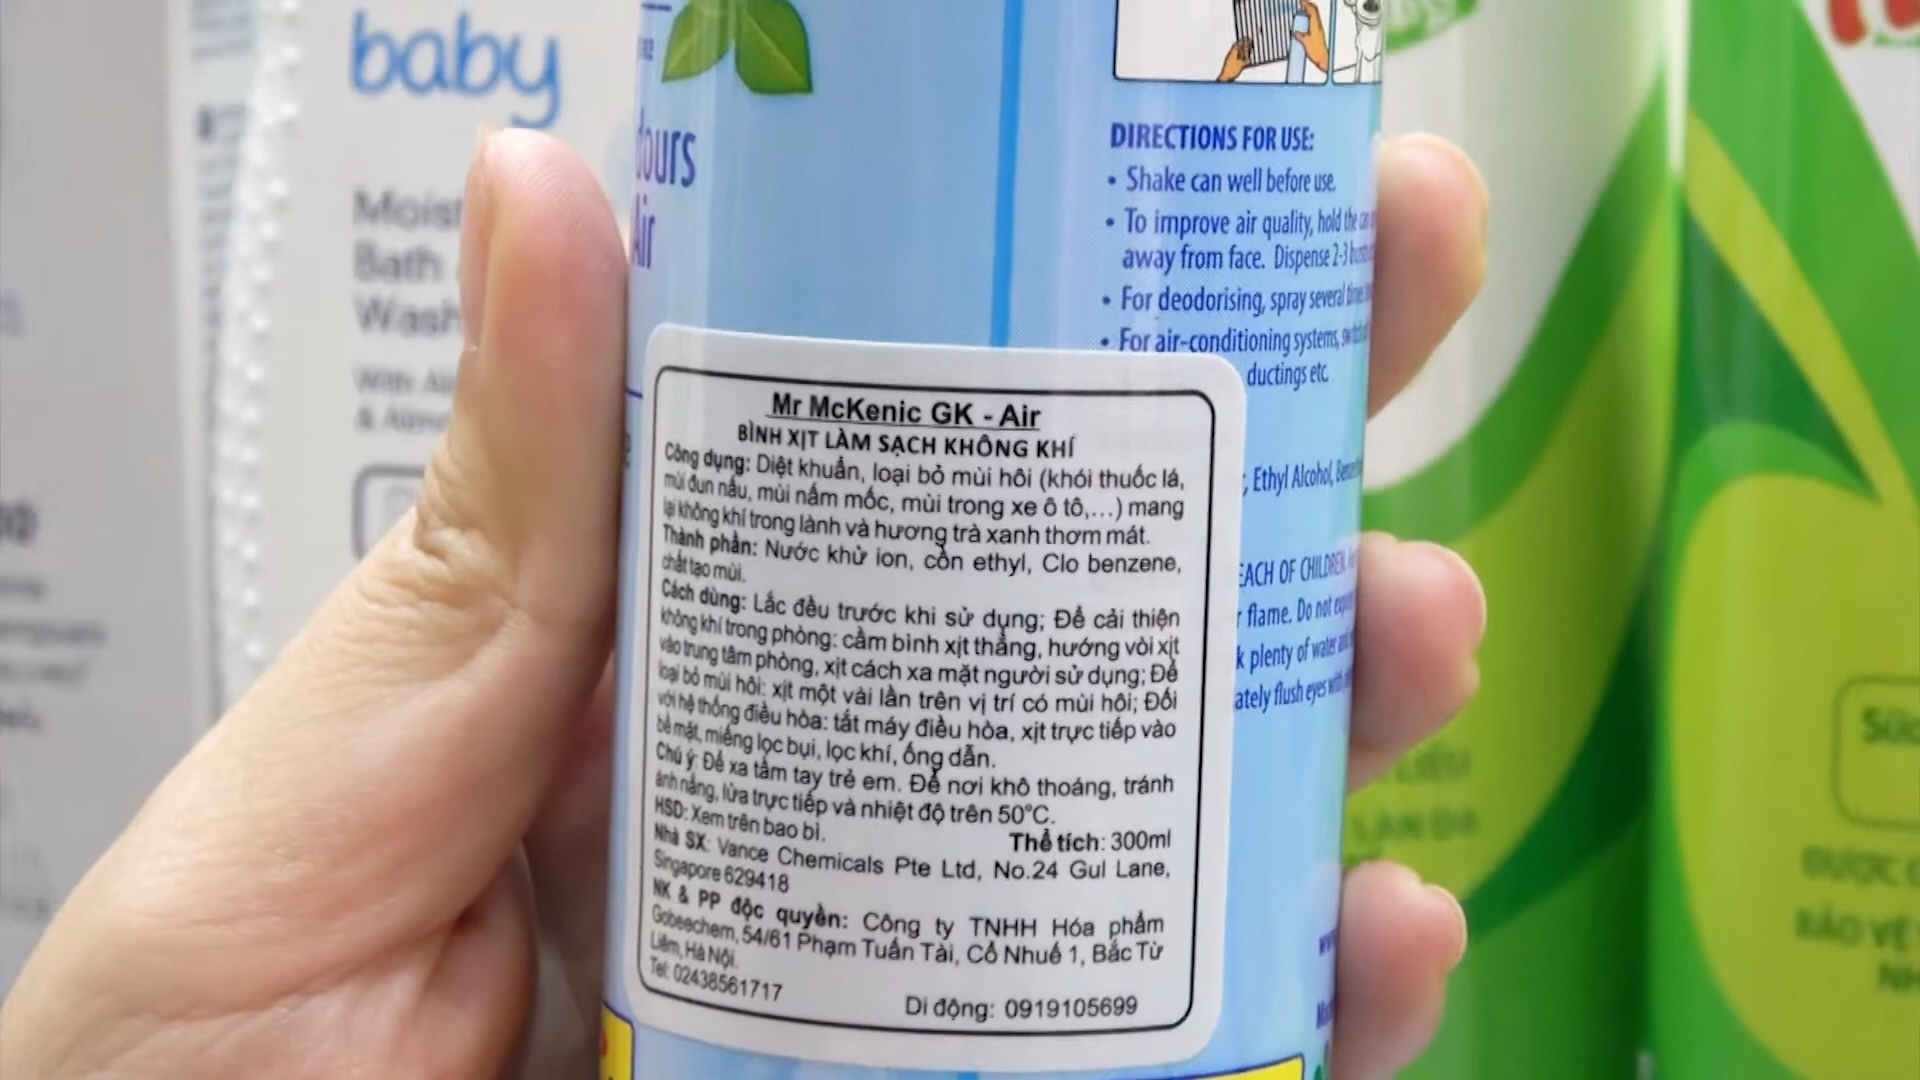 baby
Bath
Wash
ours
Air
DIRECTIONS FOR USE:
• Shake can well before use.
• To improve air quality, hold the can
away from face. Dispense 2-3
• For deodorising, spray several
• For air-conditioning systems,
ductings etc.
Ethyl Alcohol,
EACH OF CHILDREN.
flame. Do not
plenty of water and
flush eyes with
Mr McKenic GK - Air
BÌNH XỊT LÀM SẠCH KHÔNG KHÍ
Công dụng: Diệt khuẩn, loại bỏ mùi hôi (khói thuốc lá,
mùi đun nấu, mùi nấm mốc, mùi trong xe ô tô,...) mang
lại không khí trong lành và hương trà xanh thơm mát.
Thành phần: Nước khử ion, cồn ethyl, Clo benzene,
chất tạo mùi.
Cách dùng: Lắc đều trước khi sử dụng; Để cải thiện
không khí trong phòng: cầm bình xịt thẳng, hướng vòi xịt
vào trung tâm phòng, xịt cách xa mặt người sử dụng; Để
loại bỏ mùi hôi: xịt một vài lần trên vị trí có mùi hôi; Đối
với hệ thống điều hòa: tắt máy điều hòa, xịt trực tiếp vào
bề mặt, miếng lọc bụi, lọc khí, ống dẫn.
Chú ý: Để xa tầm tay trẻ em. Để nơi khô thoáng, tránh
ánh nắng, lửa trực tiếp và nhiệt độ trên 50°C.
HSD: Xem trên bao bì. Thể tích: 300ml
Nhà SX: Vance Chemicals Pte Ltd, No.24 Gul Lane,
Singapore 629418
NK & PP độc quyền: Công ty TNHH Hóa phẩm
Gobeechem, 54/61 Phạm Tuấn Tài, Cổ Nhuế 1, Bắc Từ
Liêm, Hà Nội.
Tel: 02438561717 Di động: 0919105699